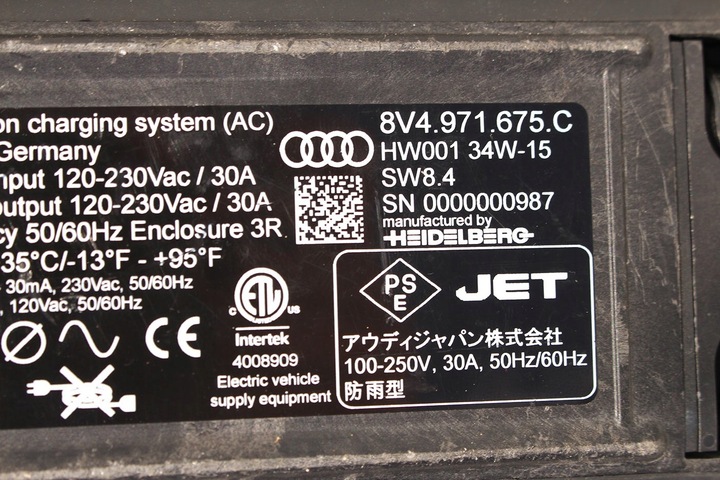 on charging system (AC)
Germany
nput 120-230Vac / 30A
output 120-230Vac / 30A
cy 50/60Hz Enclosure 3R
35°C/-13°F - +95°F
30mA, 230Vac, 50/60Hz
, 120Vac, 50/60Hz
CE
8V4.971.675.C
HW001 34W-15
SW8.4
SN 0000000987
manufactured by
HEIDELBERG
C ETL US
Intertek
4008909
Electric vehicle
supply equipment
PS
E
JET
アウディジャパン株式会社
100-250V, 30A, 50Hz/60Hz
防雨型